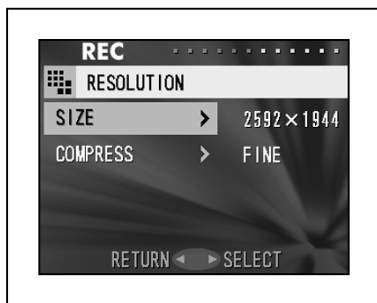 REC
RESOLUTION
SIZE > 2592×1944
COMPRESS > FINE
RETURN ◄ ► SELECT